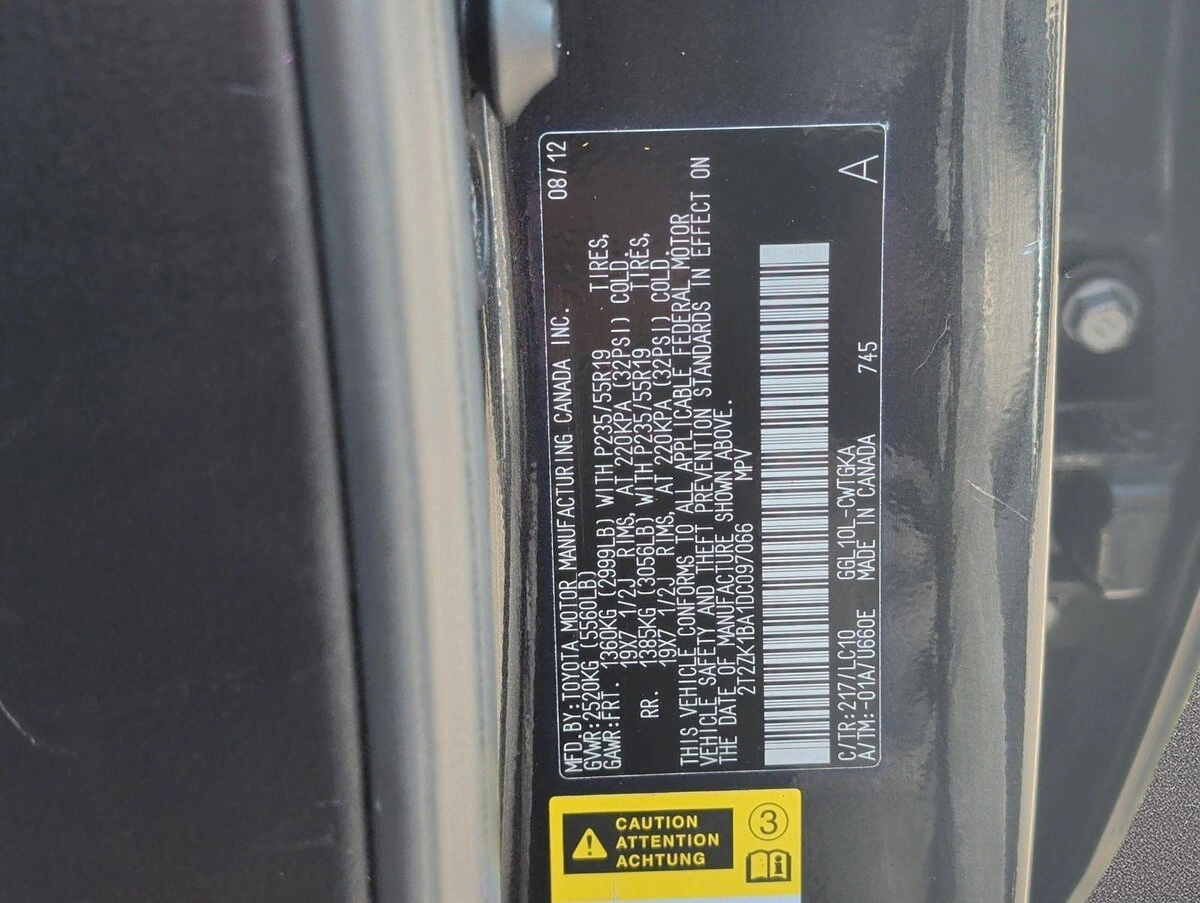 MFD.BY:TOYOTA MOTOR MANUFACTURING CANADA INC. 08/12
GVWR:2520KG (5560LB)
GAWR:FRT. 1360KG (2999LB) WITH P235/55R19 TIRES,
19X7 1/2J RIMS, AT 220KPA (32PSI) COLD.
RR. 1385KG (3056LB) WITH P235/55R19 TIRES,
19X7 1/2J RIMS, AT 220KPA (32PSI) COLD.
THIS VEHICLE CONFORMS TO ALL APPLICABLE FEDERAL MOTOR
VEHICLE SAFETY AND THEFT PREVENTION STANDARDS IN EFFECT ON
THE DATE OF MANUFACTURE SHOWN ABOVE.
2T2ZK1BA1DC097066 MPV
C/TR:217/LC10 GGL10L-CWTGKA 745 A
A/TM:-01A/U660E MADE IN CANADA
CAUTION
ATTENTION
ACHTUNG
3